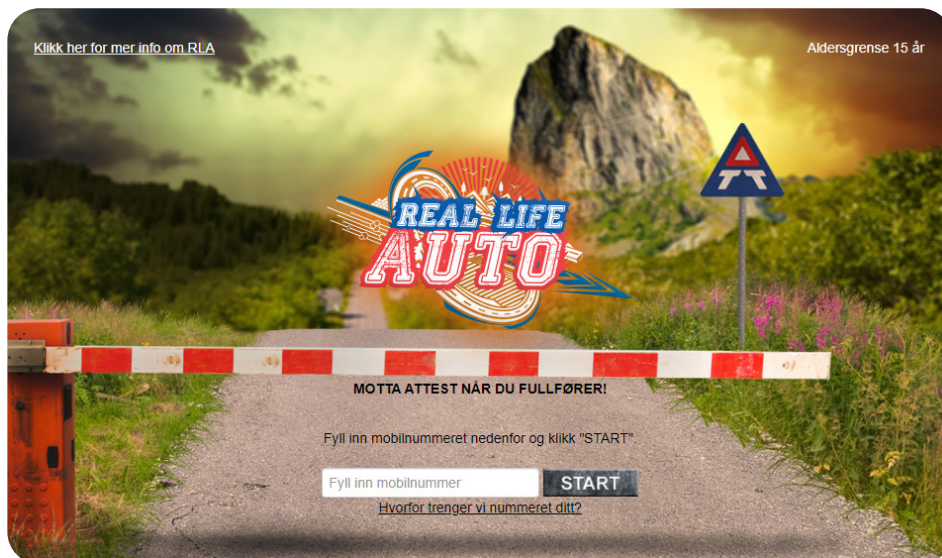 Klikk her for mer info om RLA
Aldersgrense 15 år
REAL LIFE
AUTO
MOTTA ATTEST NÅR DU FULLFØRER!
Fyll inn mobilnummeret nedenfor og klikk "START".
Fyll inn mobilnummer
START
Hvorfor trenger vi nummeret ditt?